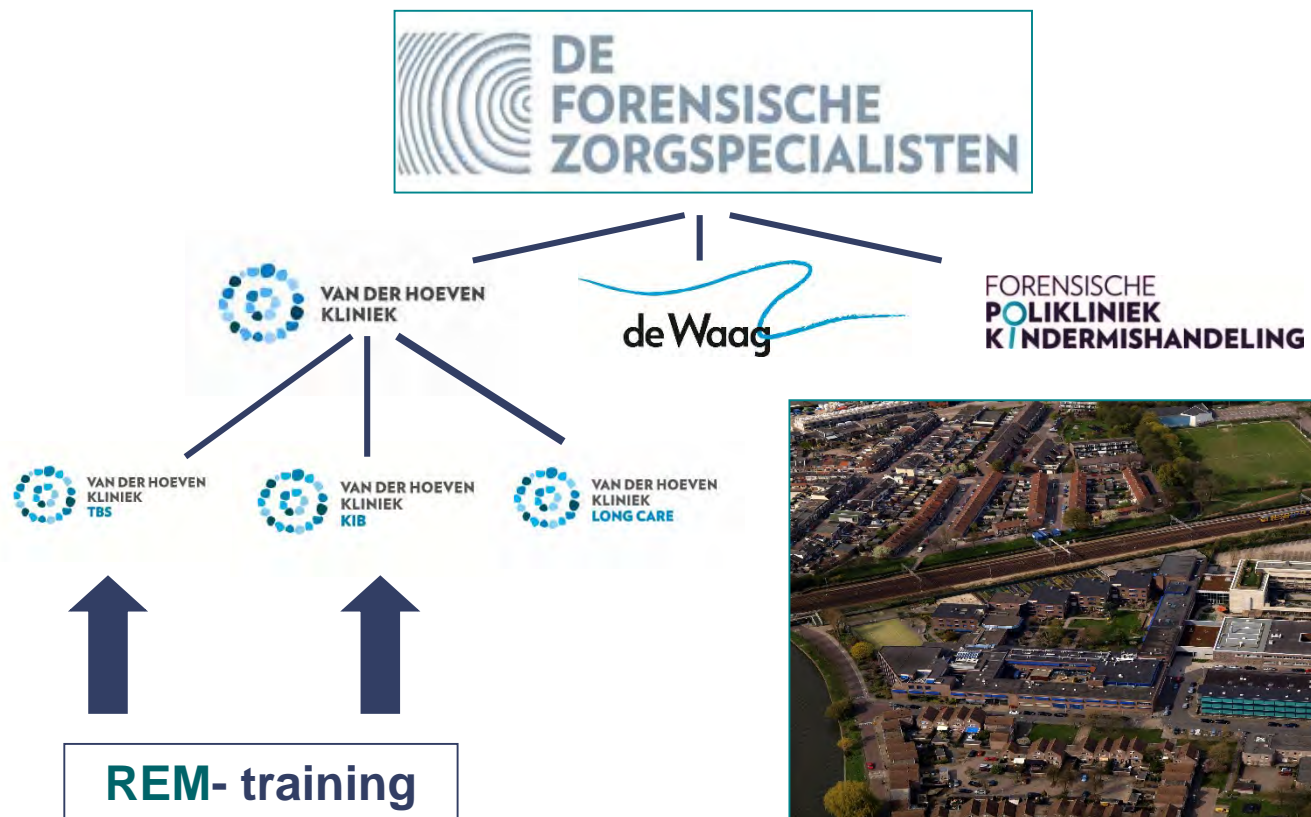 DE
FORENSISCHE
ZORGSPECIALISTEN
VAN DER HOEVEN
KLINIEK
de Waag
FORENSISCHE
POLIKLINIEK
KINDERMISHANDELING
VAN DER HOEVEN
KLINIEK
TBS
VAN DER HOEVEN
KLINIEK
KIB
VAN DER HOEVEN
KLINIEK
LONG CARE
REM- training